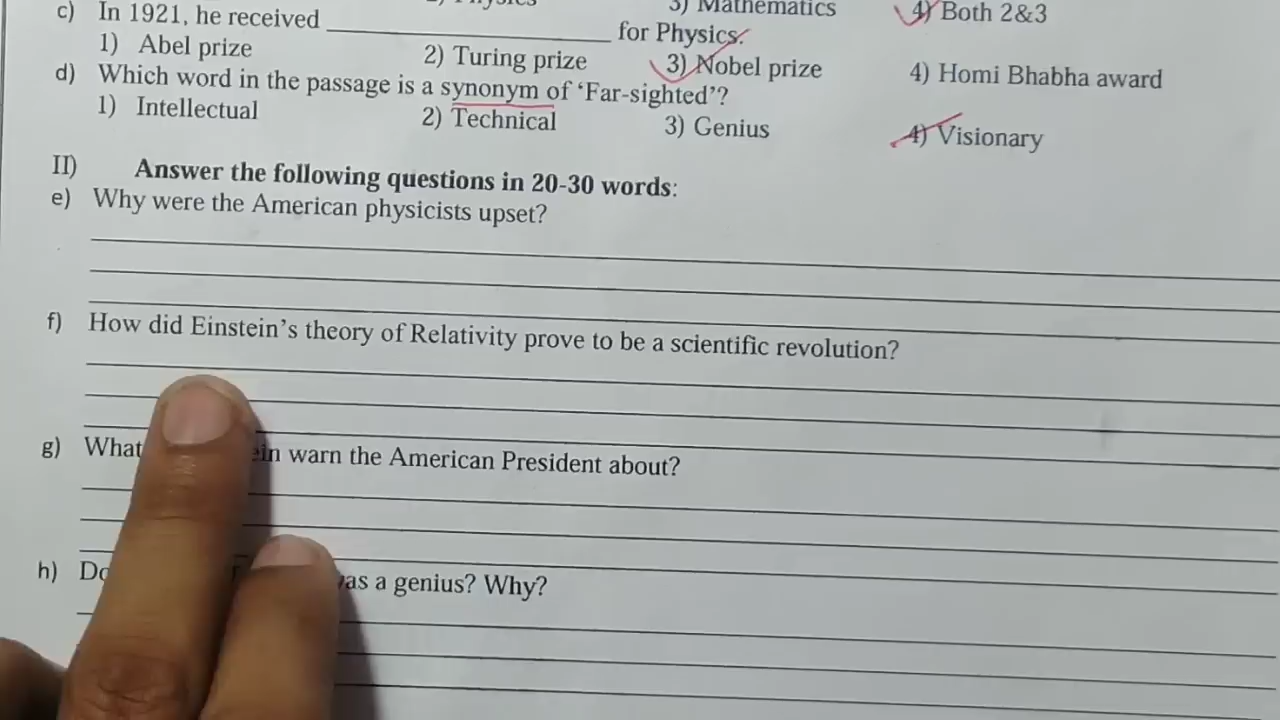 Physics
3) Mathematics
4) Both 2&3
c) In 1921, he received ____________ for Physics.
1) Abel prize 2) Turing prize 3) Nobel prize 4) Homi Bhabha award
d) Which word in the passage is a synonym of ‘Far-sighted’?
1) Intellectual 2) Technical 3) Genius 4) Visionary
II) Answer the following questions in 20-30 words:
e) Why were the American physicists upset?
f) How did Einstein’s theory of Relativity prove to be a scientific revolution?
g) What warn the American President about?
h) a genius? Why?